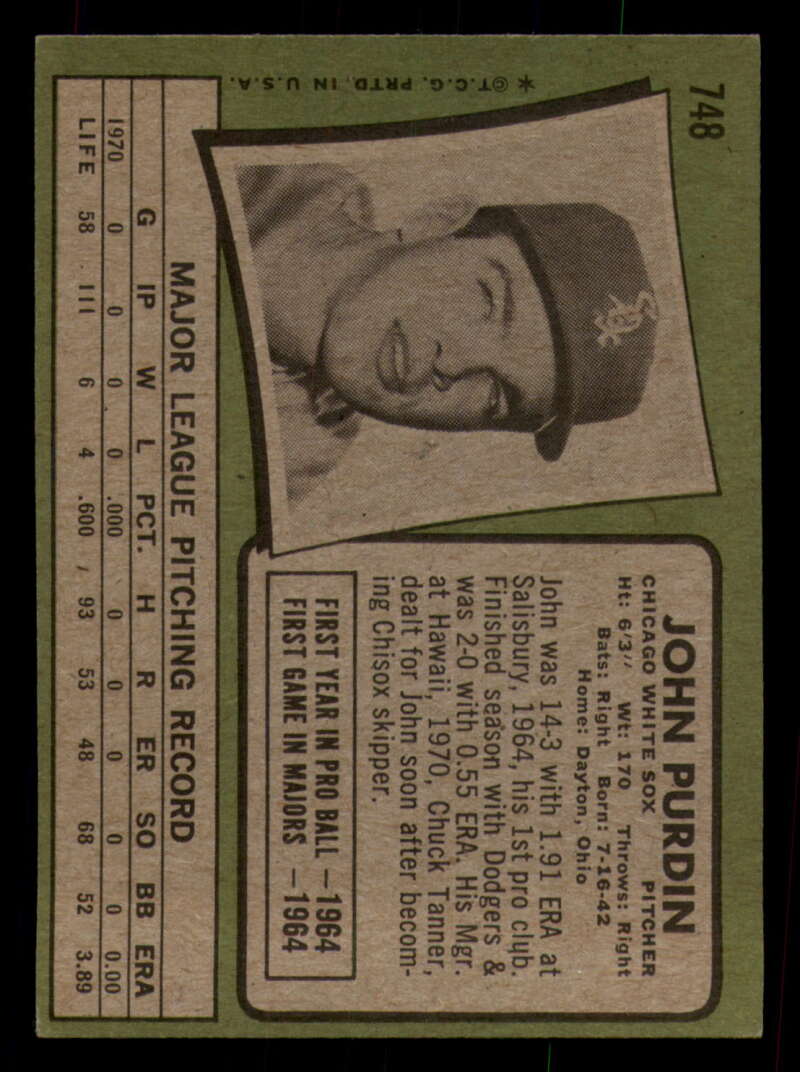 748
✶ ©T.C.G. PRTD. IN U.S.A.
SOX
JOHN PURDIN
CHICAGO WHITE SOX PITCHER
Ht: 6'3" Wt: 170 Throws: Right
Bats: Right Born: 7-16-42
Home: Dayton, Ohio
John was 14-3 with 1.91 ERA at
Salisbury, 1964, his 1st pro club.
Finished season with Dodgers &
was 2-0 with 0.55 ERA. His Mgr.
at Hawaii, 1970, Chuck Tanner,
dealt for John soon after becom-
ing Chisox skipper.
FIRST YEAR IN PRO BALL—1964
FIRST GAME IN MAJORS —1964
MAJOR LEAGUE PITCHING RECORD
G IP W L PCT. H R ER SO BB ERA
1970 0 0 0 0 .000 0 0 0 0 0 0.00
LIFE 58 111 6 4 .600 93 53 48 68 52 3.89